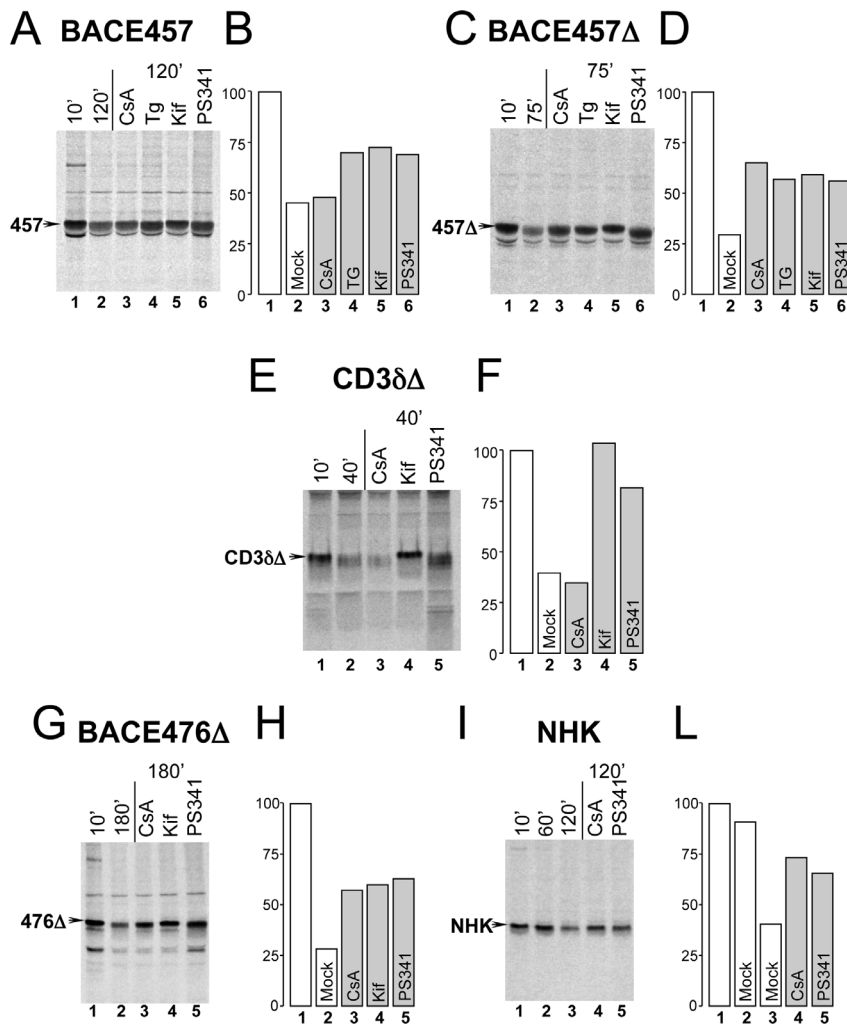 A BACE457
B
C BACE457Δ
D
120'
10' 120' CsA Tg Kif PS341
457
1 2 3 4 5 6
100
75
50
25
0
Mock CsA TG Kif PS341
1 2 3 4 5 6
75'
10' 75' CsA Tg Kif PS341
457Δ
1 2 3 4 5 6
100
75
50
25
0
Mock CsA TG Kif PS341
1 2 3 4 5 6
E CD3δΔ
F
40'
10' 40' CsA Kif PS341
CD3δΔ
1 2 3 4 5
100
75
50
25
0
Mock CsA Kif PS341
1 2 3 4 5
G BACE476Δ
H
I NHK
L
180'
10' 180' CsA Kif PS341
476Δ
1 2 3 4 5
100
75
50
25
0
Mock CsA Kif PS341
1 2 3 4 5
120'
10' 60' 120' CsA PS341
NHK
1 2 3 4 5
100
75
50
25
0
Mock Mock CsA PS341
1 2 3 4 5